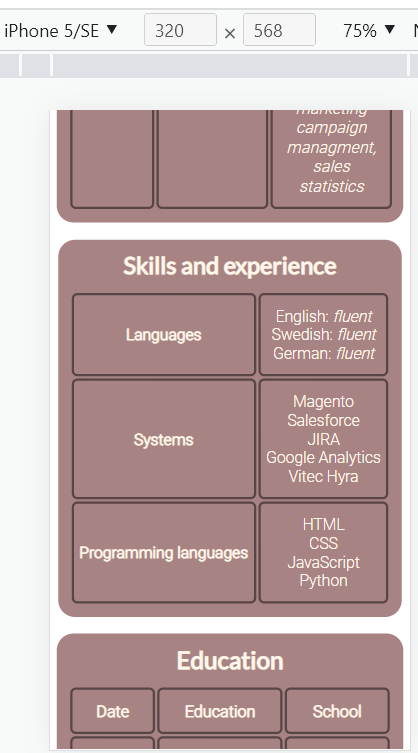 iPhone 5/SE ▼ 320 × 568 75% ▼
marketing
campaign
managment,
sales
statistics
Skills and experience
Languages
English: fluent
Swedish: fluent
German: fluent
Systems
Magento
Salesforce
JIRA
Google Analytics
Vitec Hyra
Programming languages
HTML
CSS
JavaScript
Python
Education
Date Education School